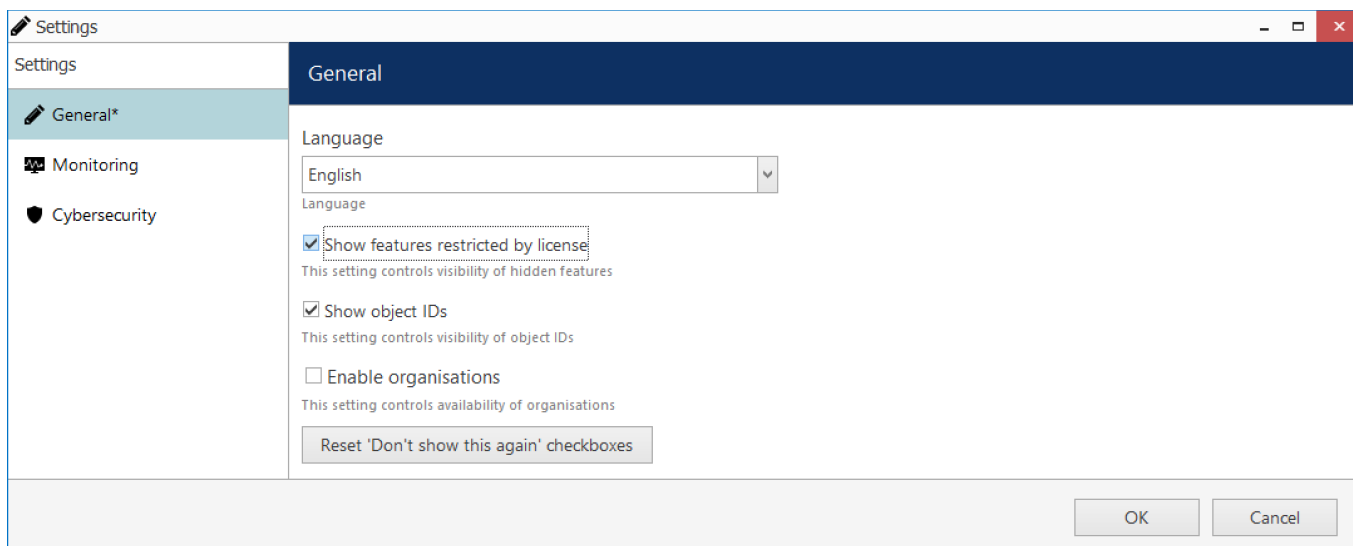 Settings
Settings
General
General*
Monitoring
Cybersecurity
Language
English
Language
Show features restricted by license
This setting controls visibility of hidden features
Show object IDs
This setting controls visibility of object IDs
Enable organisations
This setting controls availability of organisations
Reset 'Don't show this again' checkboxes
OK
Cancel